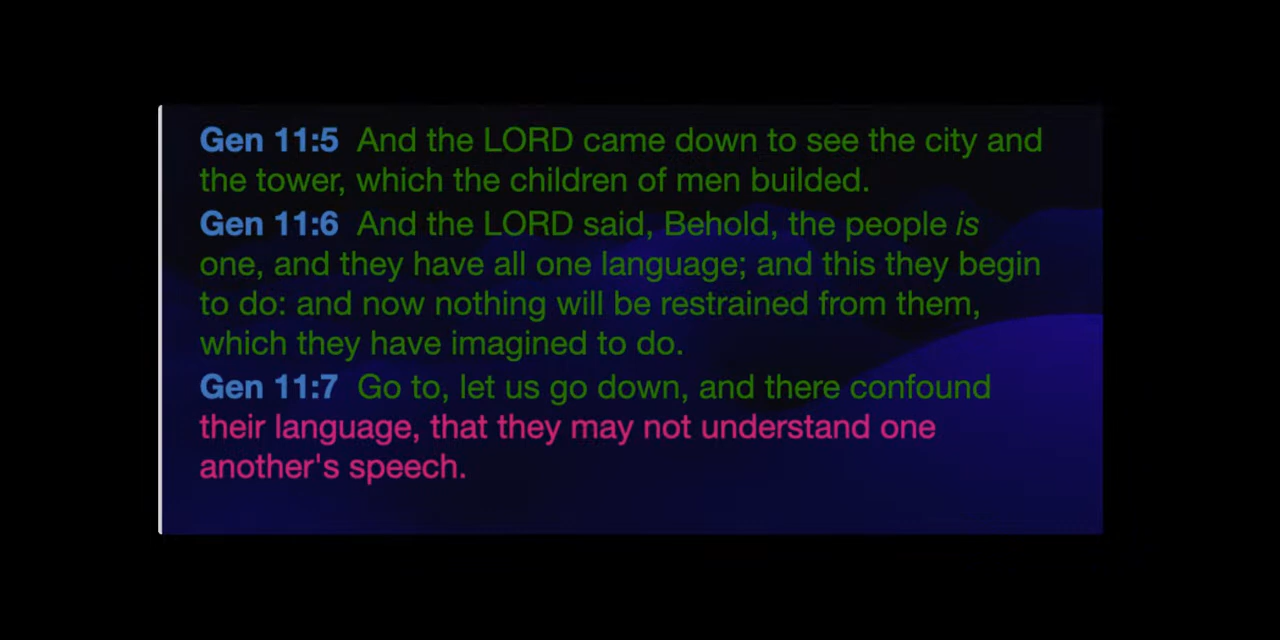 Gen 11:5 And the LORD came down to see the city and
the tower, which the children of men builded.
Gen 11:6 And the LORD said, Behold, the people is
one, and they have all one language; and this they begin
to do: and now nothing will be restrained from them,
which they have imagined to do.
Gen 11:7 Go to, let us go down, and there confound
their language, that they may not understand one
another's speech.